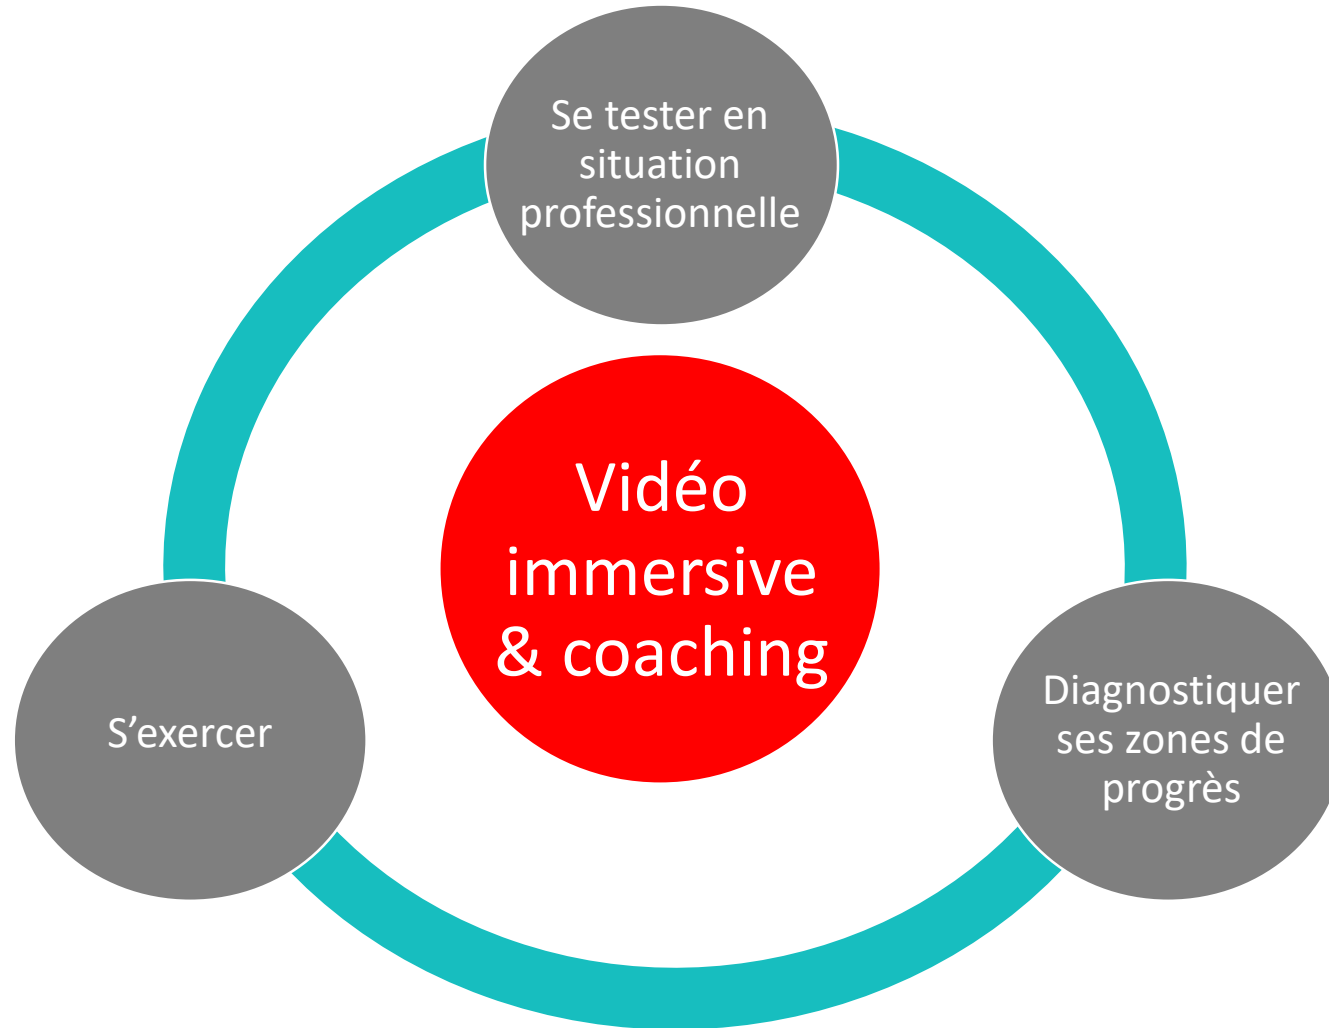 Se tester en
situation
professionnelle
Vidéo
immersive
& coaching
S’exercer
Diagnostiquer
ses zones de
progrès